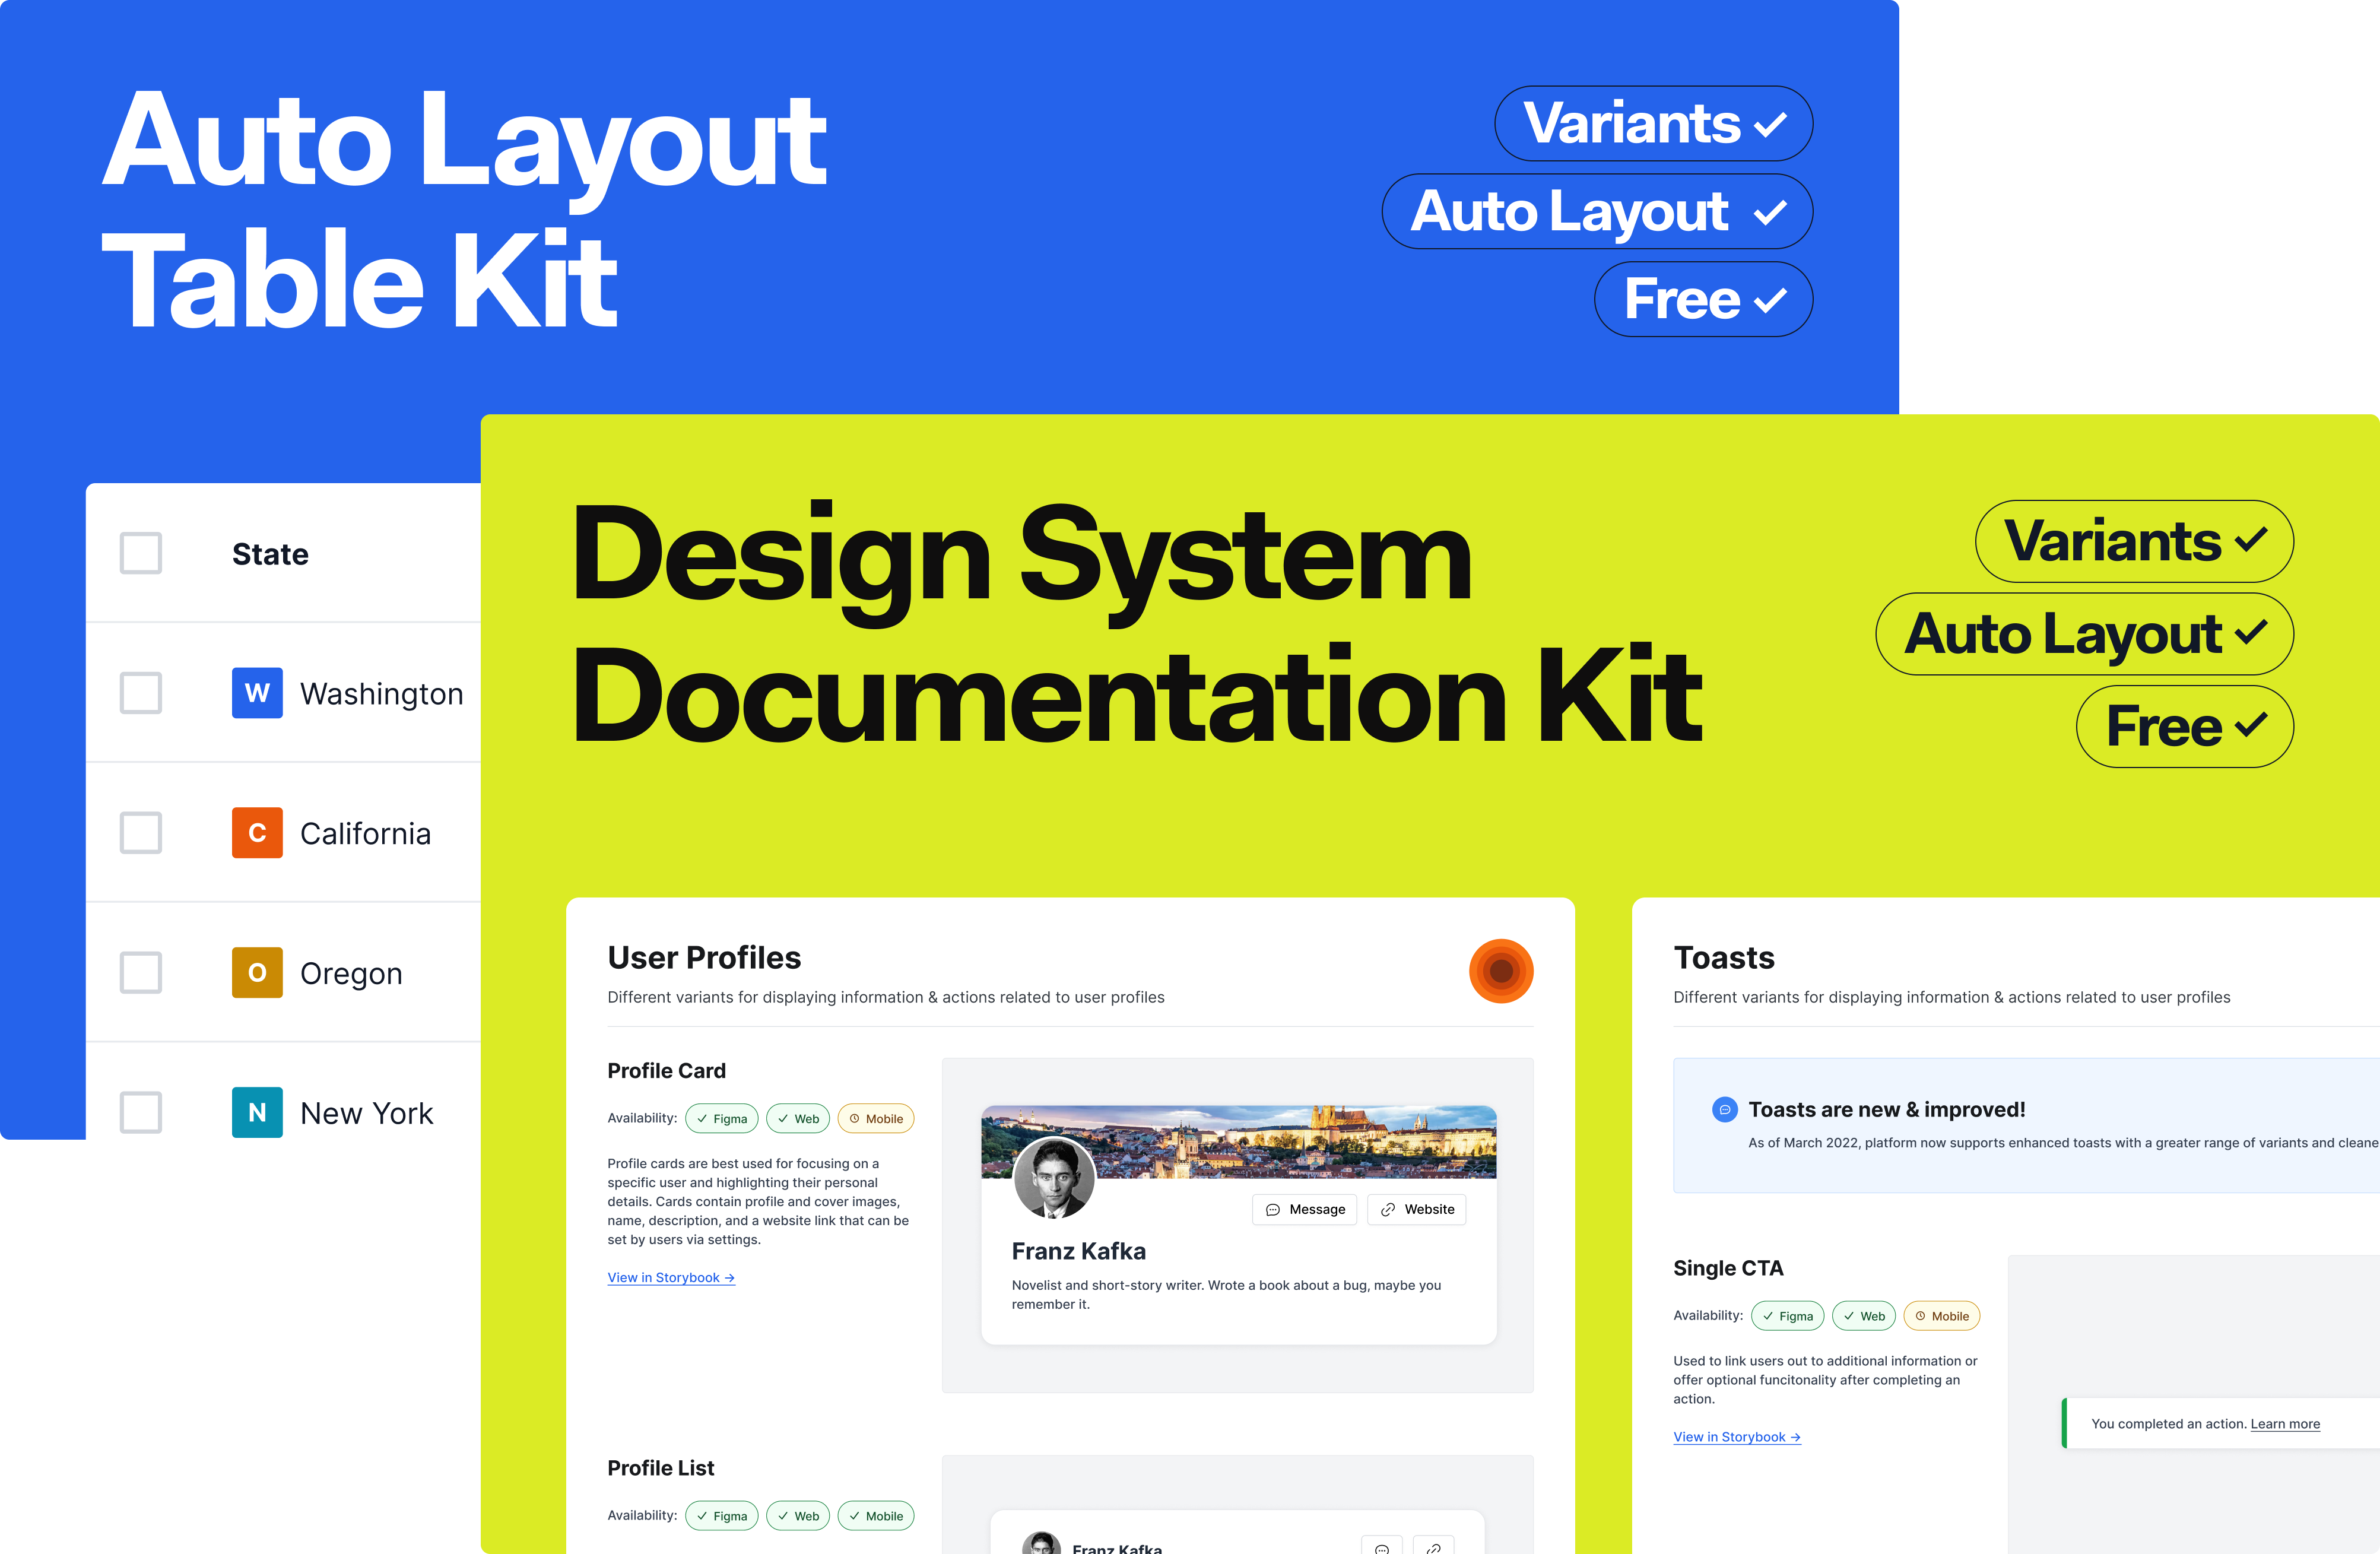 Auto Layout
Table Kit
Variants
Auto Layout
Free
State
W Washington
C California
O Oregon
N New York
Design System
Documentation Kit
Variants
Auto Layout
Free
User Profiles
Different variants for displaying information & actions related to user profiles
Profile Card
Availability: Figma Web Mobile
Profile cards are best used for focusing on a
specific user and highlighting their personal
details. Cards contain profile and cover images,
name, description, and a website link that can be
set by users via settings.
View in Storybook →
Message Website
Franz Kafka
Novelist and short-story writer. Wrote a book about a bug, maybe you
remember it.
Profile List
Availability: Figma Web Mobile
Franz Kafka
Toasts
Different variants for displaying information & actions related to user profiles
Toasts are new & improved!
As of March 2022, platform now supports enhanced toasts with a greater range of variants and cleane
Single CTA
Availability: Figma Web Mobile
Used to link users out to additional information or
offer optional funcitonality after completing an
action.
View in Storybook →
You completed an action. Learn more